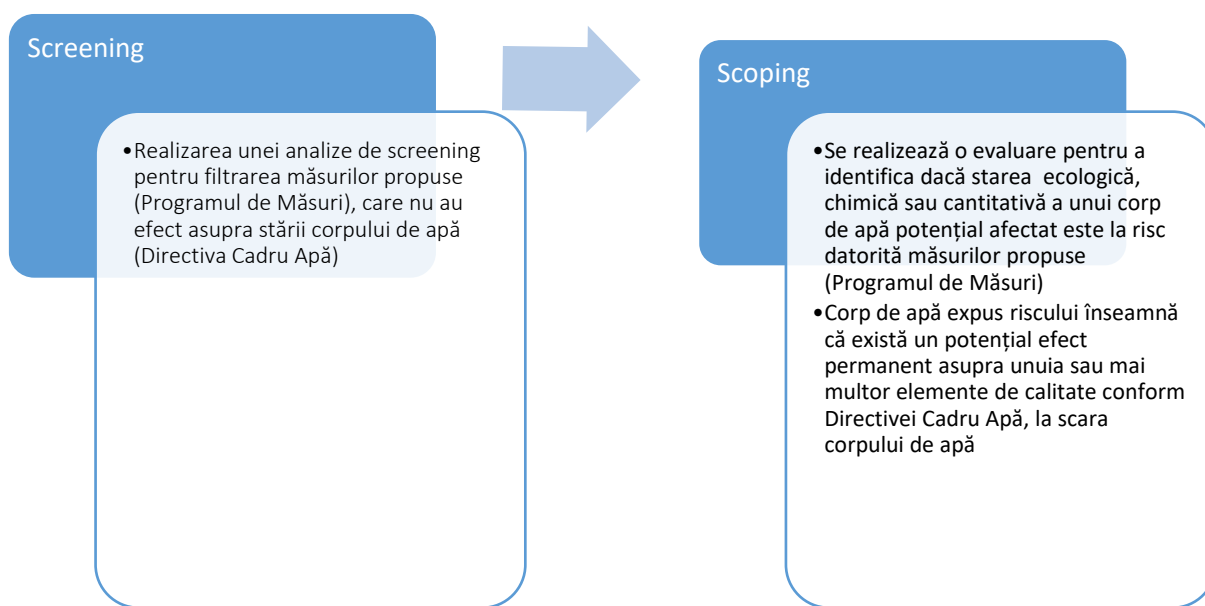 Screening
•Realizarea unei analize de screening
pentru filtrarea măsurilor propuse
(Programul de Măsuri), care nu au
efect asupra stării corpului de apă
(Directiva Cadru Apă)
Scoping
•Se realizează o evaluare pentru a
identifica dacă starea ecologică,
chimică sau cantitativă a unui corp
de apă potențial afectat este la risc
datorită măsurilor propuse
(Programul de Măsuri)
•Corp de apă expus riscului înseamnă
că există un potențial efect
permanent asupra unuia sau mai
multor elemente de calitate conform
Directivei Cadru Apă, la scara
corpului de apă